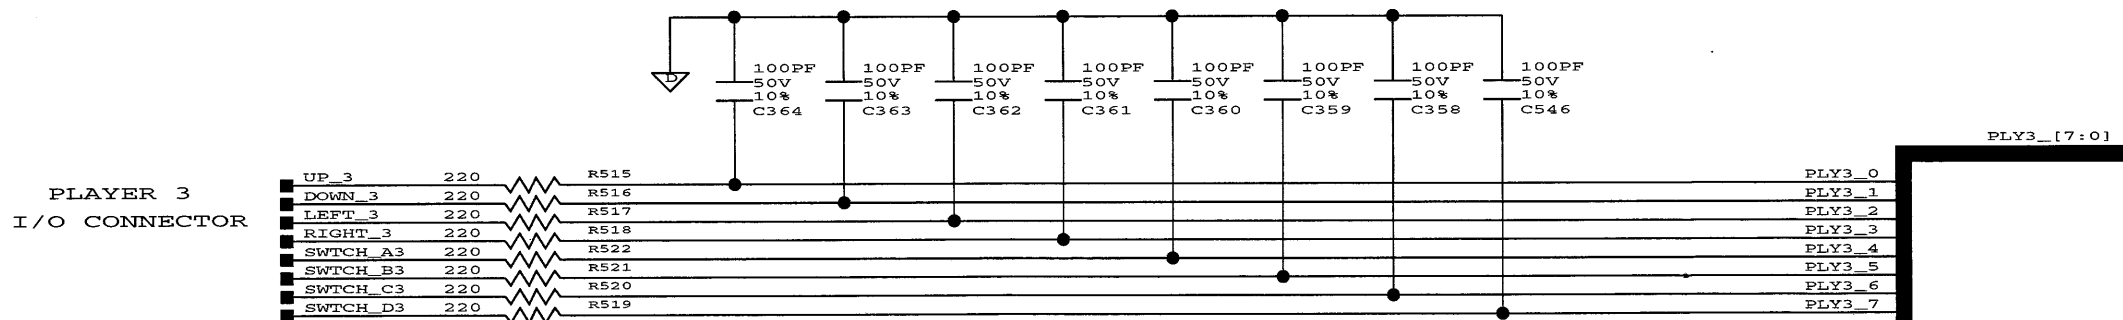 100PF 100PF 100PF 100PF 100PF 100PF 100PF 100PF
D 50V 50V 50V 50V 50V 50V 50V 50V
10% 10% 10% 10% 10% 10% 10% 10%
C364 C363 C362 C361 C360 C359 C358 C546
PLY3_[7:0]
PLAYER 3
I/O CONNECTOR
UP_3 220 R515 PLY3_0
DOWN_3 220 R516 PLY3_1
LEFT_3 220 R517 PLY3_2
RIGHT_3 220 R518 PLY3_3
SWTCH_A3 220 R522 PLY3_4
SWTCH_B3 220 R521 PLY3_5
SWTCH_C3 220 R520 PLY3_6
SWTCH_D3 220 R519 PLY3_7